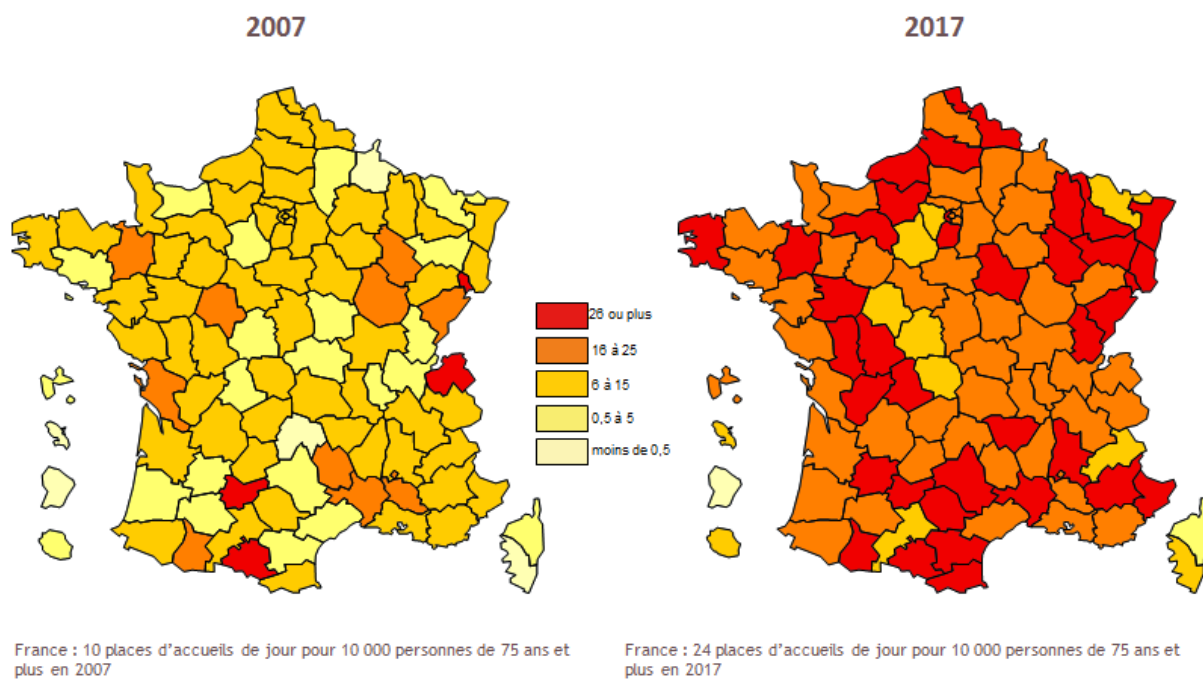 2007
2017
26 ou plus
16 à 25
6 à 15
0,5 à 5
moins de 0,5
France : 10 places d’accueils de jour pour 10 000 personnes de 75 ans et
plus en 2007
France : 24 places d’accueils de jour pour 10 000 personnes de 75 ans et
plus en 2017